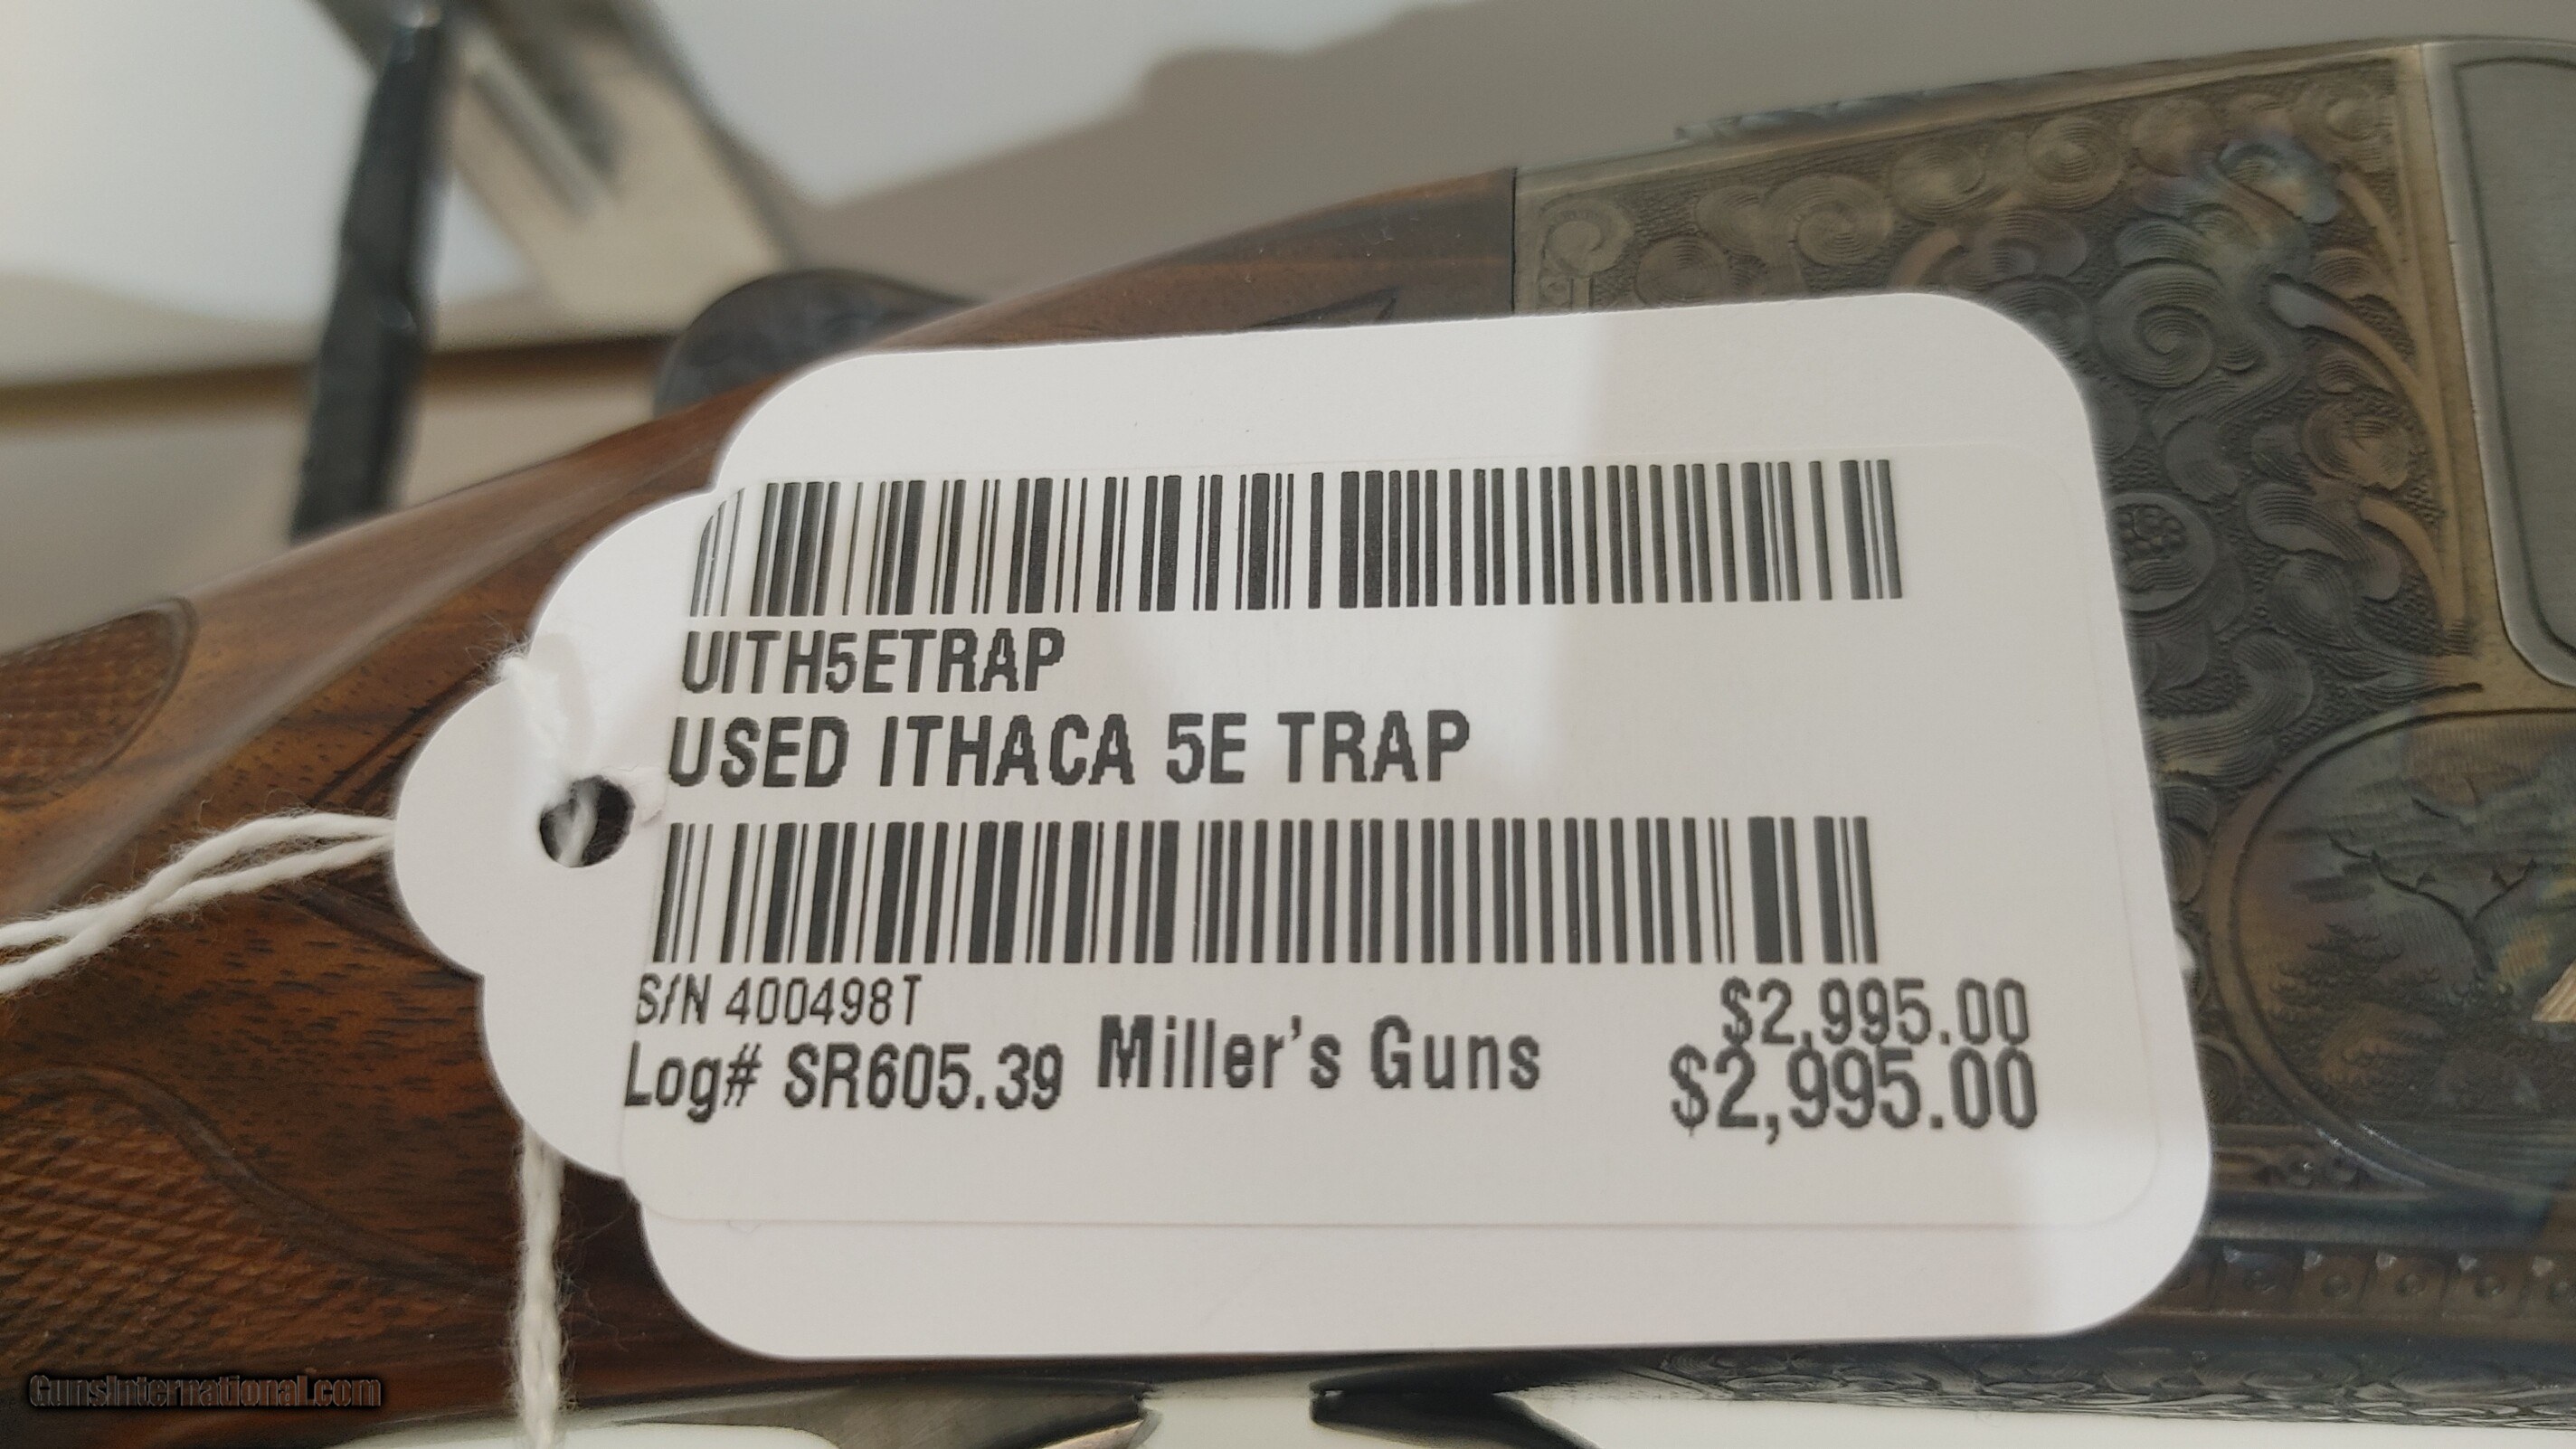 UITH5ETRAP
USED ITHACA 5E TRAP
S/N 400498T
$2,995.00
Log# SR605.39
Miller's Guns
$2,995.00
GunsInternational.com